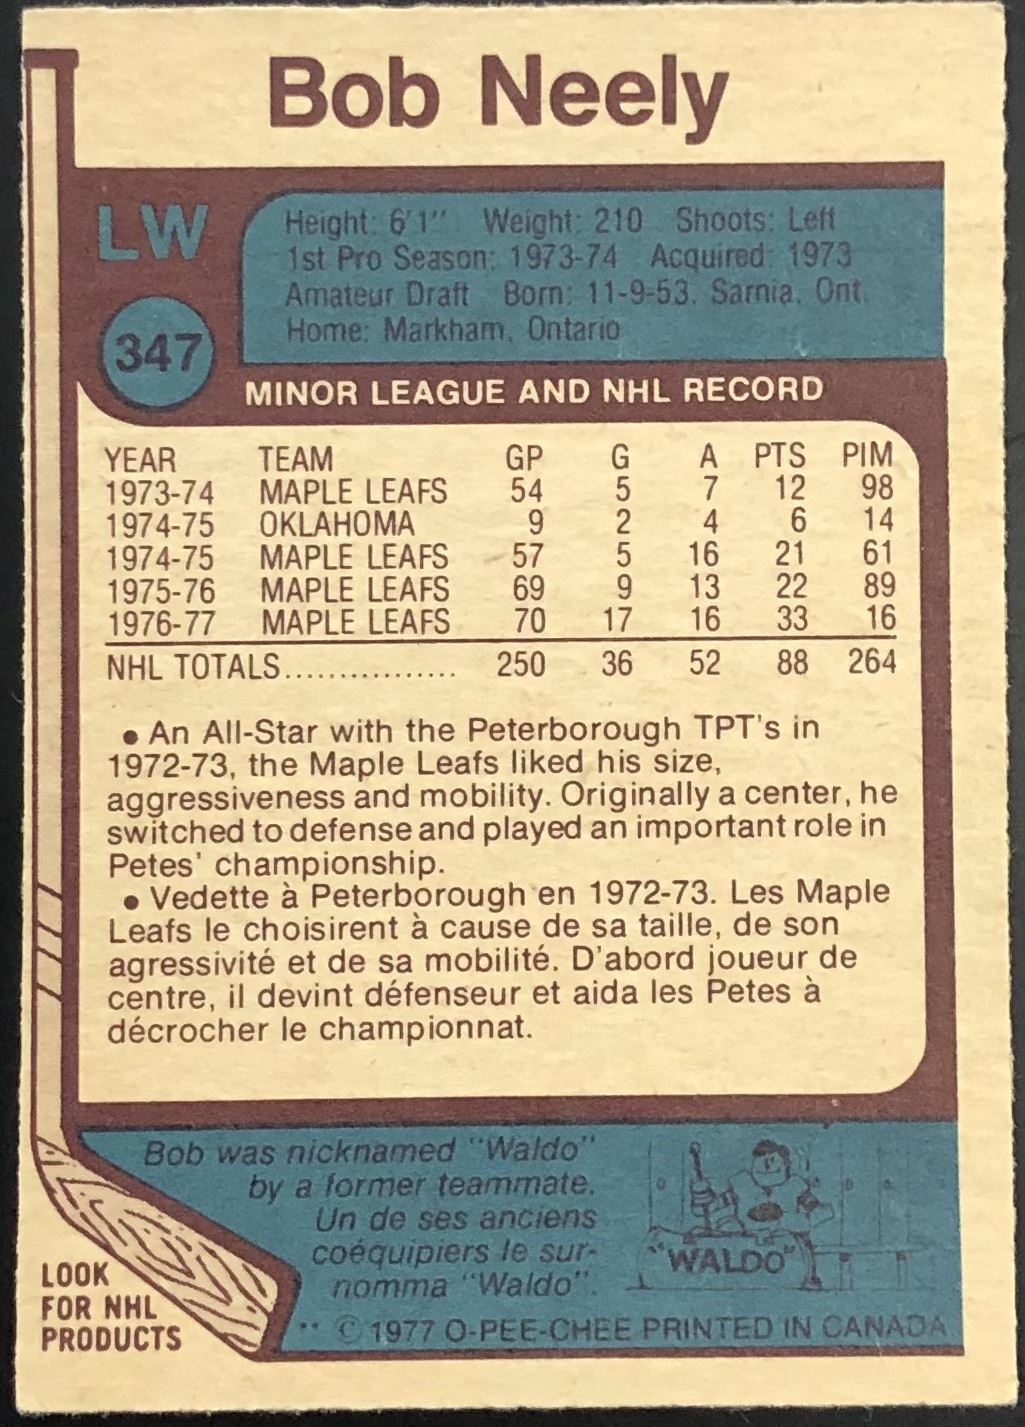 Bob Neely
LW
347
Height: 6'1" Weight: 210 Shoots: Left
1st Pro Season: 1973-74 Acquired: 1973
Amateur Draft Born: 11-9-53, Sarnia, Ont.
Home: Markham, Ontario
MINOR LEAGUE AND NHL RECORD
YEAR TEAM GP G A PTS PIM
1973-74 MAPLE LEAFS 54 5 7 12 98
1974-75 OKLAHOMA 9 2 4 6 14
1974-75 MAPLE LEAFS 57 5 16 21 61
1975-76 MAPLE LEAFS 69 9 13 22 89
1976-77 MAPLE LEAFS 70 17 16 33 16
NHL TOTALS................ 250 36 52 88 264
• An All-Star with the Peterborough TPT's in
1972-73, the Maple Leafs liked his size,
aggressiveness and mobility. Originally a center, he
switched to defense and played an important role in
Petes' championship.
• Vedette à Peterborough en 1972-73. Les Maple
Leafs le choisirent à cause de sa taille, de son
agressivité et de sa mobilité. D'abord joueur de
centre, il devint défenseur et aida les Petes à
décrocher le championnat.
Bob was nicknamed "Waldo"
by a former teammate.
Un de ses anciens
coéquipiers le sur-
nomma "Waldo".
"WALDO"
LOOK
FOR NHL
PRODUCTS
** © 1977 O-PEE-CHEE PRINTED IN CANADA